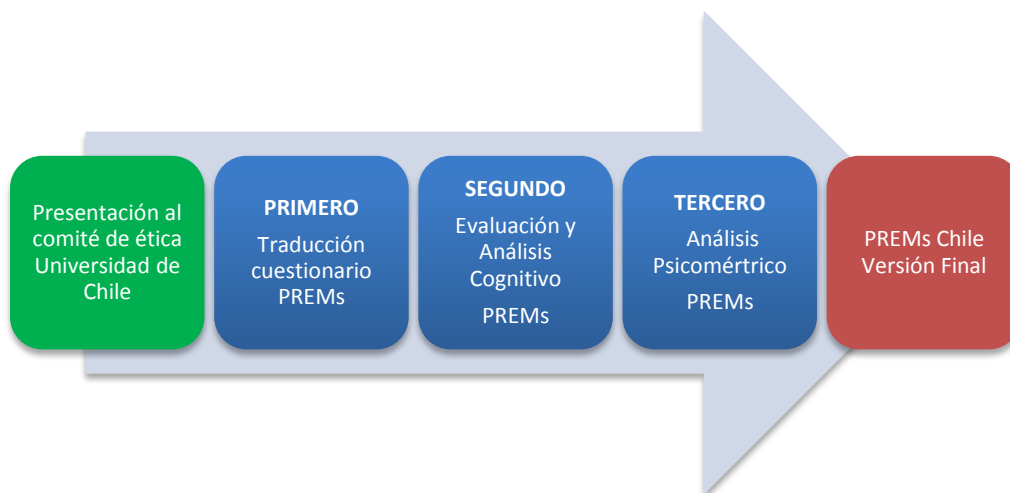 Presentación al
comité de ética
Universidad de
Chile
PRIMERO
Traducción
cuestionario
PREMs
SEGUNDO
Evaluación y
Análisis
Cognitivo
PREMs
TERCERO
Análisis
Psicomértrico
PREMs
PREMs Chile
Versión Final